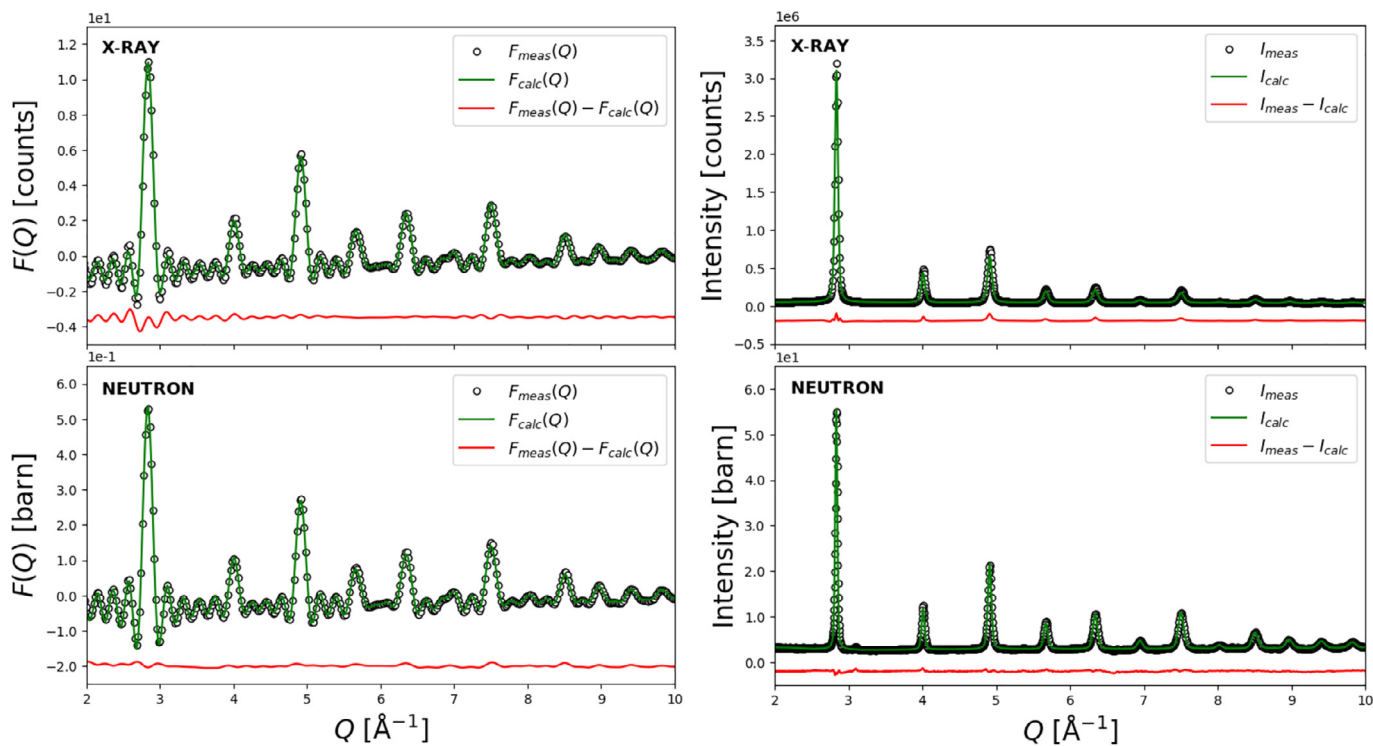 1e1
X-RAY
F_meas(Q)
F_calc(Q)
F_meas(Q) − F_calc(Q)
F(Q) [counts]
1.2
1.0
0.8
0.6
0.4
0.2
0.0
−0.2
−0.4
1e6
X-RAY
I_meas
I_calc
I_meas − I_calc
Intensity [counts]
3.5
3.0
2.5
2.0
1.5
1.0
0.5
0.0
−0.5
1e-1
NEUTRON
F_meas(Q)
F_calc(Q)
F_meas(Q) − F_calc(Q)
F(Q) [barn]
6.0
5.0
4.0
3.0
2.0
1.0
0.0
−1.0
−2.0
2 3 4 5 6 7 8 9 10
Q [Å⁻¹]
1e1
NEUTRON
I_meas
I_calc
I_meas − I_calc
Intensity [barn]
6.0
5.0
4.0
3.0
2.0
1.0
0.0
2 3 4 5 6 7 8 9 10
Q [Å⁻¹]